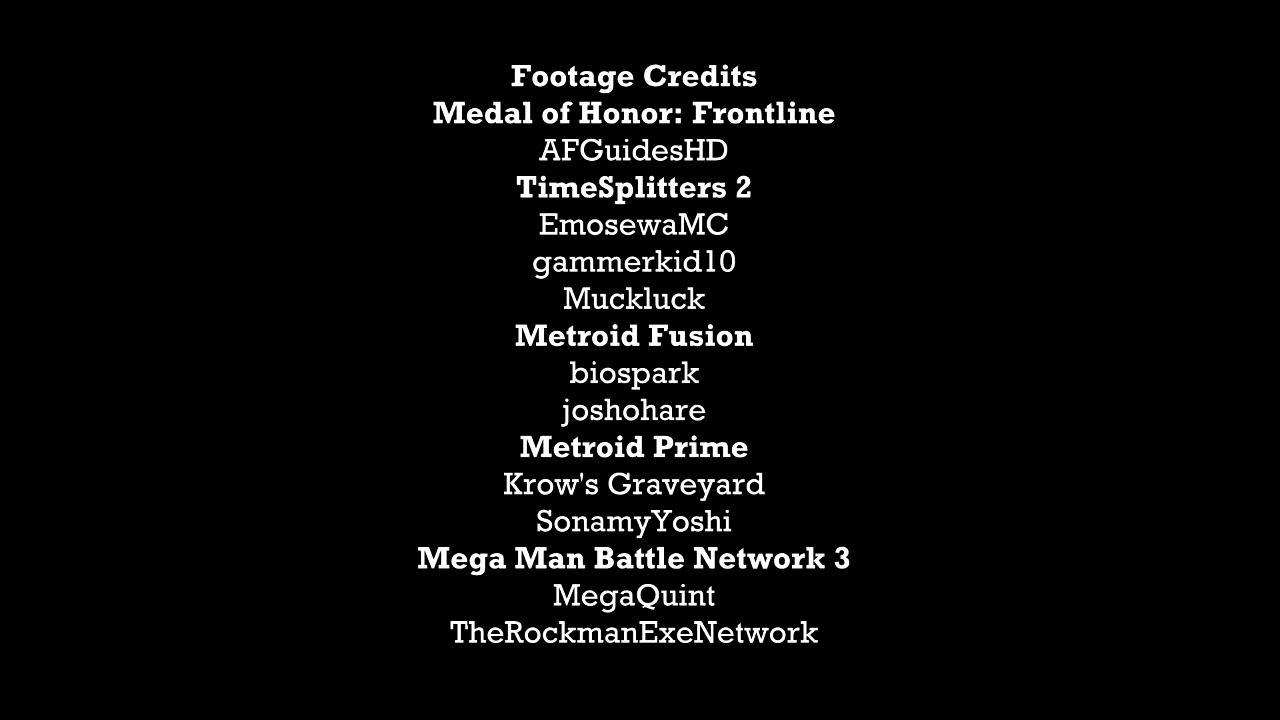 Footage Credits
Medal of Honor: Frontline
AFGuidesHD
TimeSplitters 2
EmosewaMC
gammerkid10
Muckluck
Metroid Fusion
biospark
joshohare
Metroid Prime
Krow's Graveyard
SonamyYoshi
Mega Man Battle Network 3
MegaQuint
TheRockmanExeNetwork